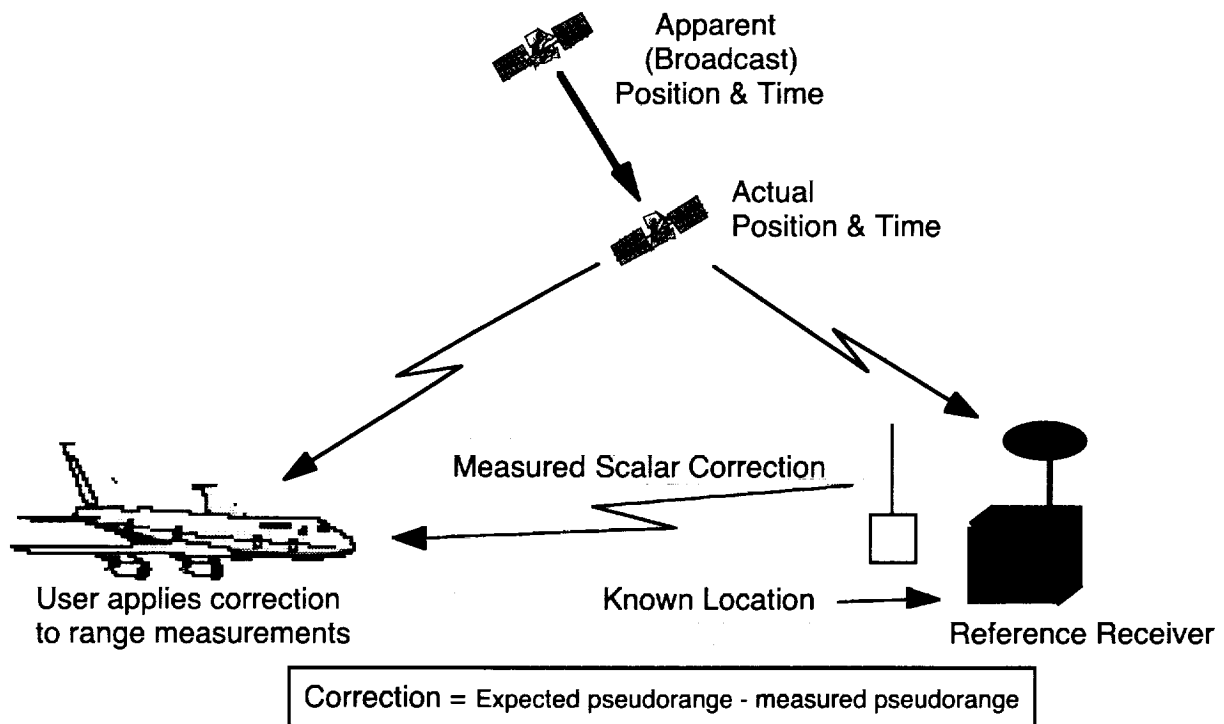 Apparent
(Broadcast)
Position & Time
Actual
Position & Time
Measured Scalar Correction
User applies correction
to range measurements
Known Location
Reference Receiver
Correction = Expected pseudorange - measured pseudorange